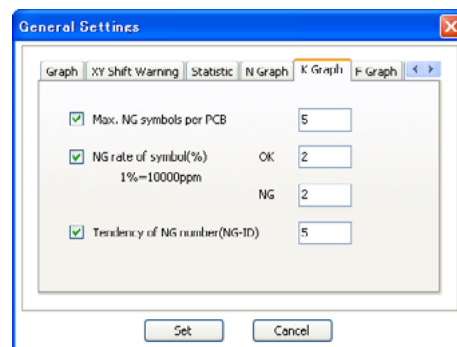 General Settings
Graph XY Shift Warning Statistic N Graph K Graph F Graph
Max. NG symbols per PCB 5
NG rate of symbol(%) OK 2
1%=10000ppm
NG 2
Tendency of NG number(NG-ID) 5
Set Cancel